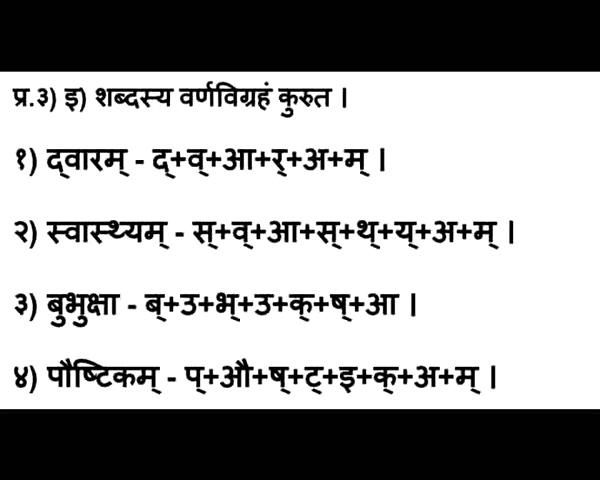 प्र.३) इ) शब्दस्य वर्णविग्रहं कुरुत ।
१) द्वारम् - द्+व्+आ+र्+अ+म् ।
२) स्वास्थ्यम् - स्+व्+आ+स्+थ्+य्+अ+म् ।
३) बुभुक्षा - ब्+उ+भ्+उ+क्+ष्+आ ।
४) पौष्टिकम् - प्+औ+ष्+ट्+इ+क्+अ+म् ।